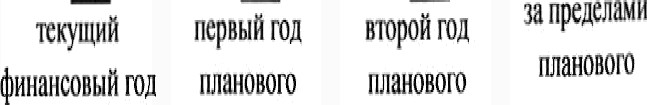 текущий
финансовый год
первый год
планового
второй год
планового
за пределами
планового